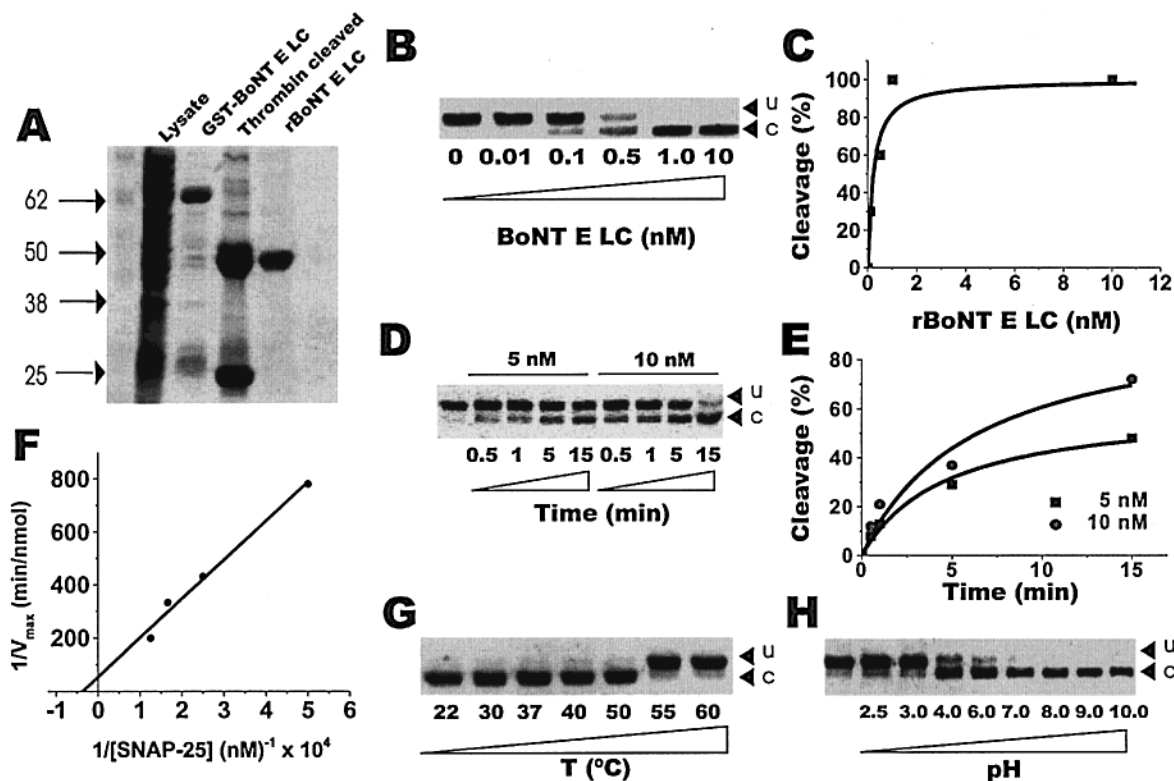 A
Lysate
GST-BoNT E LC
Thrombin cleaved
rBoNT E LC
62
50
38
25
B
u
c
0 0.01 0.1 0.5 1.0 10
BoNT E LC (nM)
C
Cleavage (%)
100
80
60
40
20
0
0 2 4 6 8 10 12
rBoNT E LC (nM)
D
5 nM 10 nM
u
c
0.5 1 5 15 0.5 1 5 15
Time (min)
E
Cleavage (%)
80
60
40
20
0
5 nM
10 nM
0 5 10 15
Time (min)
F
1/Vmax (min/nmol)
800
600
400
200
-1 0 1 2 3 4 5 6
1/[SNAP-25] (nM)⁻¹ x 10⁴
G
u
c
22 30 37 40 50 55 60
T (ºC)
H
u
c
2.5 3.0 4.0 6.0 7.0 8.0 9.0 10.0
pH